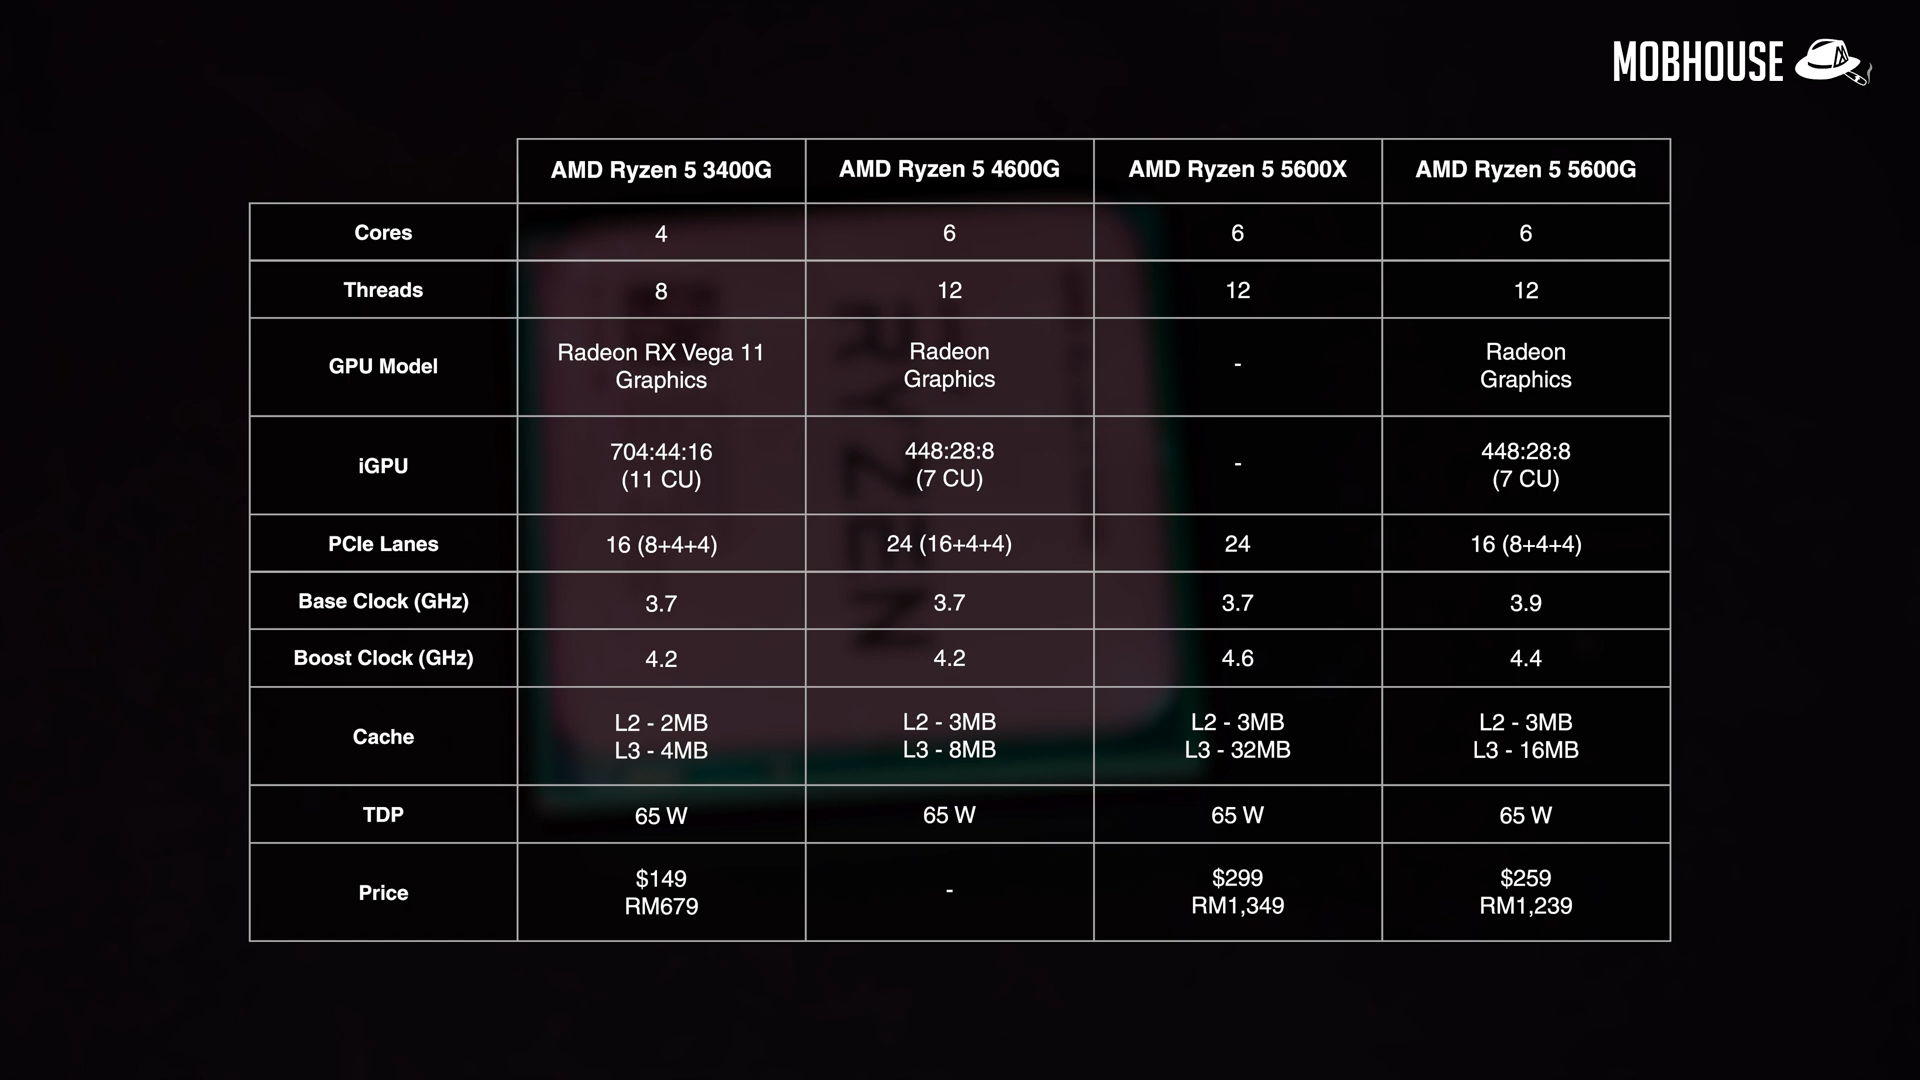 MOBHOUSE
AMD Ryzen 5 3400G AMD Ryzen 5 4600G AMD Ryzen 5 5600X AMD Ryzen 5 5600G
Cores 4 6 6 6
Threads 8 12 12 12
GPU Model Radeon RX Vega 11 Graphics Radeon Graphics - Radeon Graphics
iGPU 704:44:16 (11 CU) 448:28:8 (7 CU) - 448:28:8 (7 CU)
PCIe Lanes 16 (8+4+4) 24 (16+4+4) 24 16 (8+4+4)
Base Clock (GHz) 3.7 3.7 3.7 3.9
Boost Clock (GHz) 4.2 4.2 4.6 4.4
Cache L2 - 2MB L3 - 4MB L2 - 3MB L3 - 8MB L2 - 3MB L3 - 32MB L2 - 3MB L3 - 16MB
TDP 65 W 65 W 65 W 65 W
Price $149 RM679 - $299 RM1,349 $259 RM1,239
RYZEN